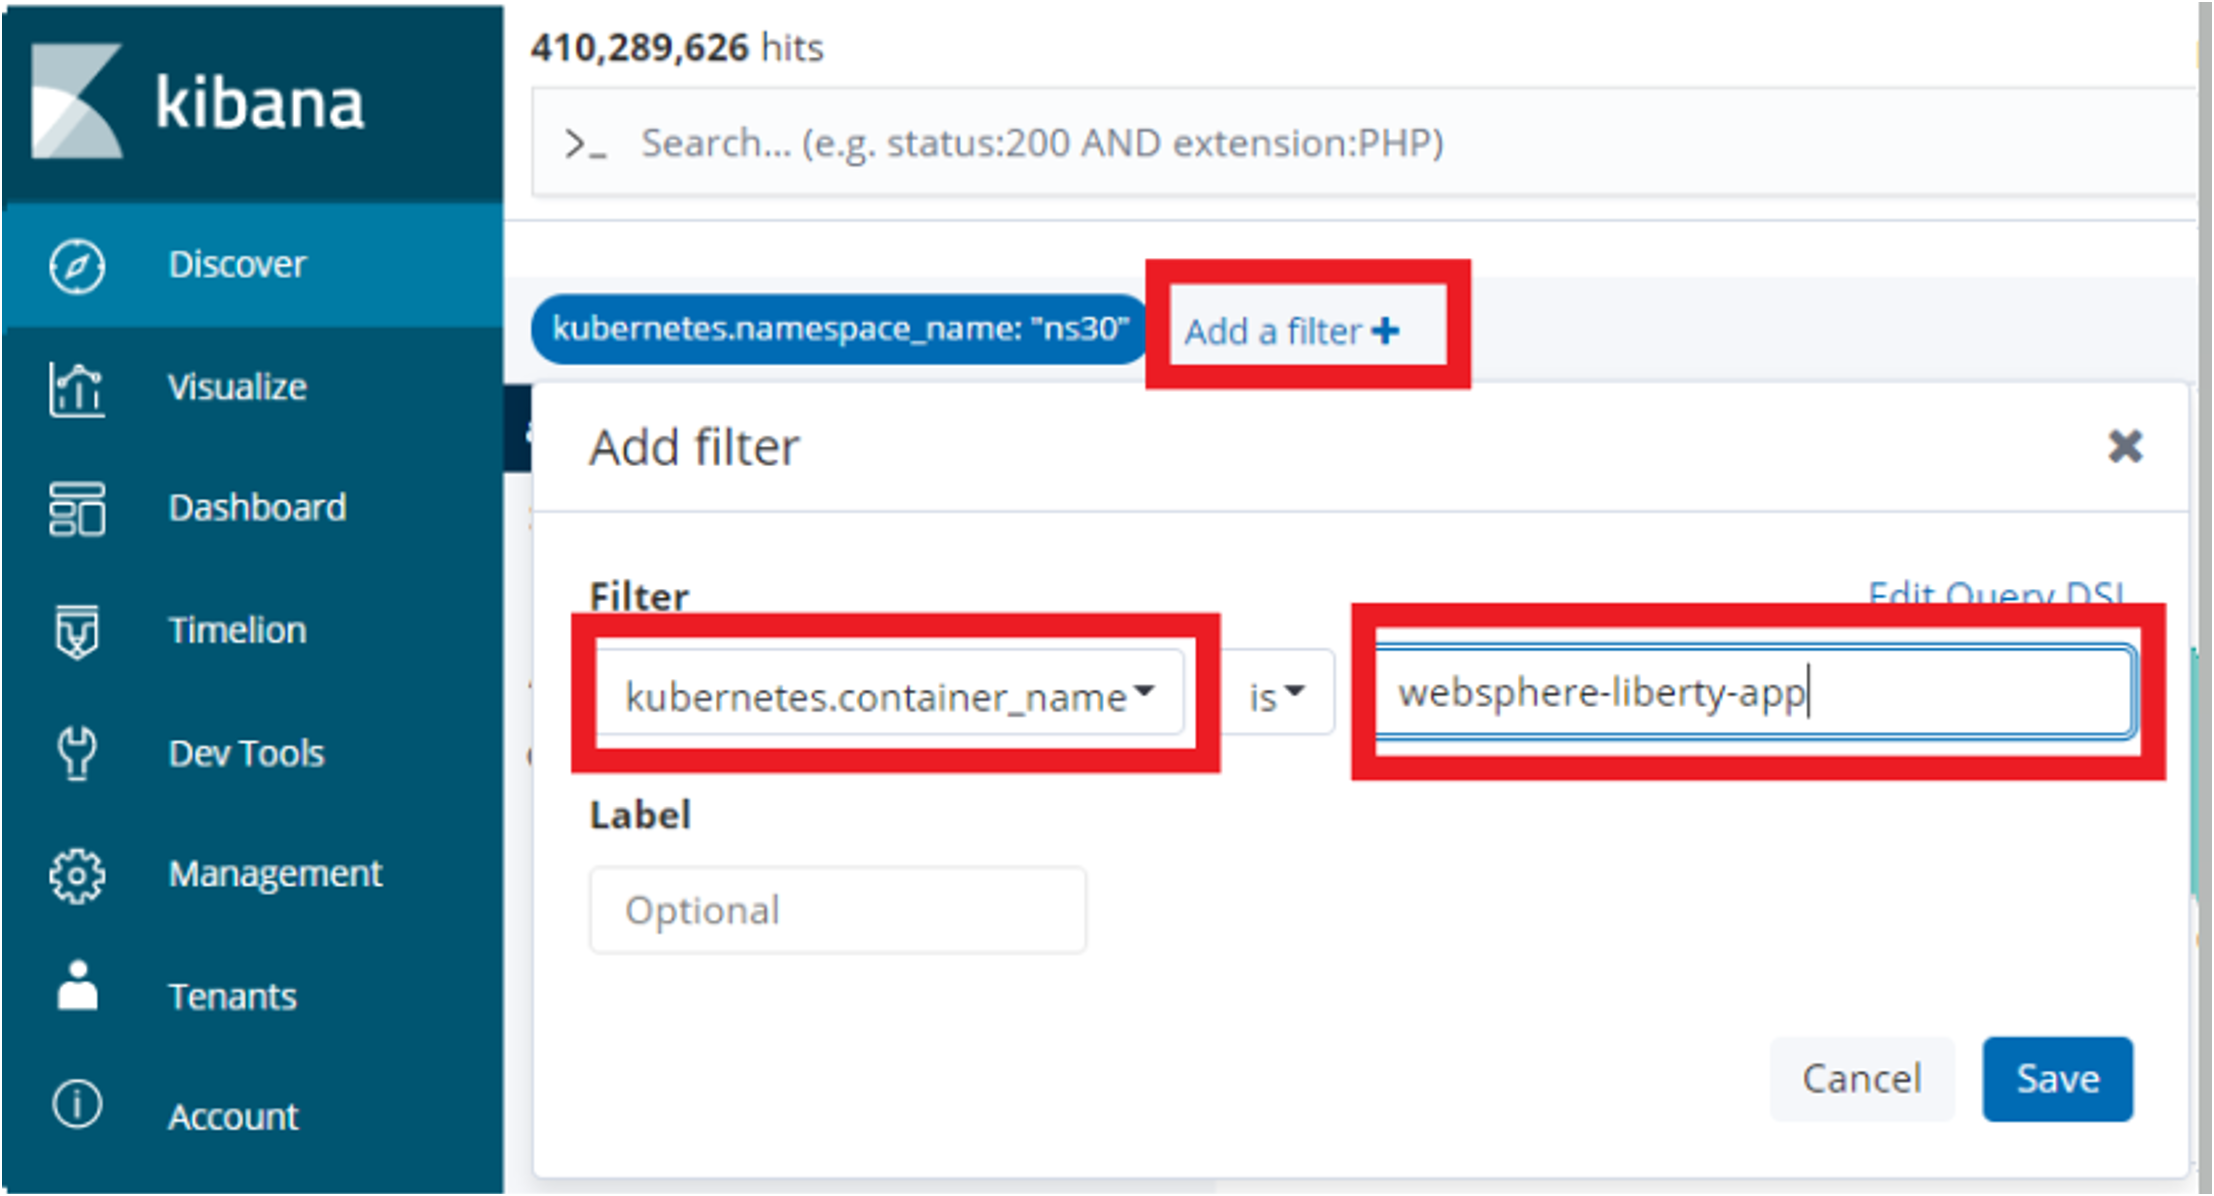 kibana
Discover
Visualize
Dashboard
Timelion
Dev Tools
Management
Tenants
Account
410,289,626 hits
>_ Search... (e.g. status:200 AND extension:PHP)
kubernetes.namespace_name: "ns30" Add a filter +
Add filter
Filter Edit Query DSL
kubernetes.container_name is websphere-liberty-app
Label
Optional
Cancel Save